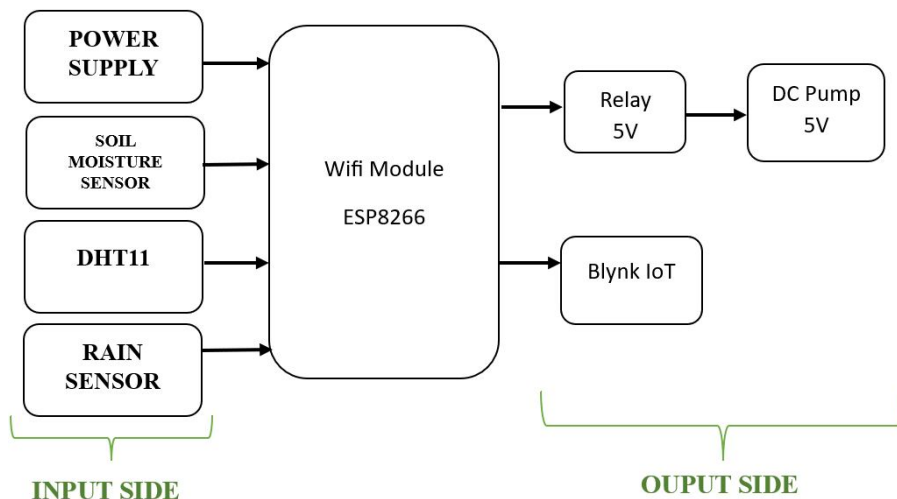 POWER
SUPPLY
SOIL
MOISTURE
SENSOR
DHT11
RAIN
SENSOR
INPUT SIDE
Wifi Module
ESP8266
Relay
5V
DC Pump
5V
Blynk IoT
OUPUT SIDE